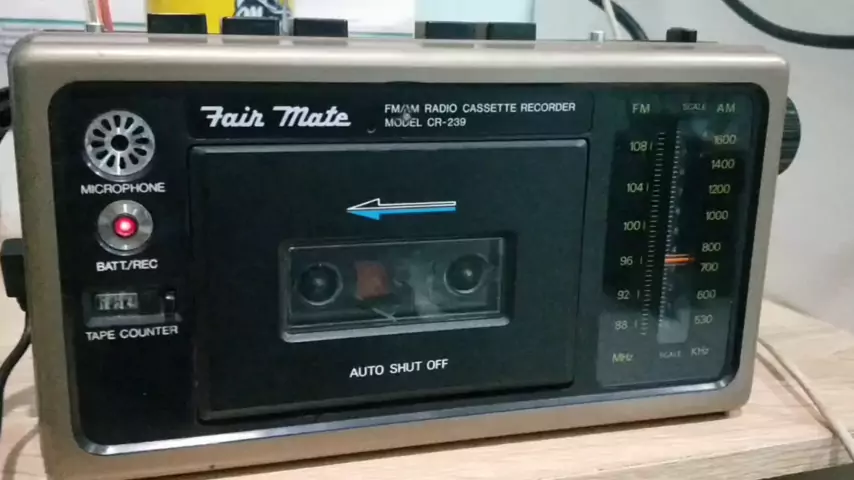 Fair Mate
FM/AM RADIO CASSETTE RECORDER
MODEL CR-239
MICROPHONE
BATT./REC
TAPE COUNTER
AUTO SHUT OFF
FM SCALE AM
108 1600
104 1400
1200
100 1000
96 800
700
92 600
88 530
MHz SCALE KHz